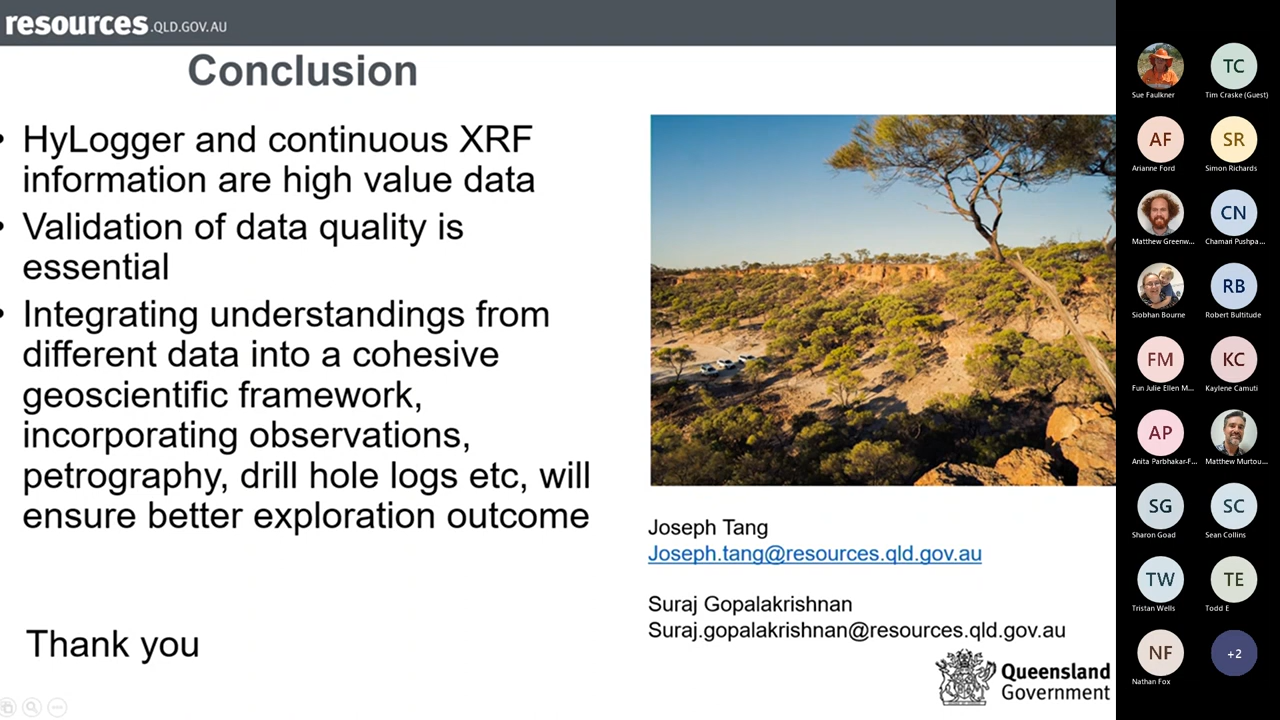 resources.QLD.GOV.AU
Conclusion
• HyLogger and continuous XRF
information are high value data
• Validation of data quality is
essential
• Integrating understandings from
different data into a cohesive
geoscientific framework,
incorporating observations,
petrography, drill hole logs etc, will
ensure better exploration outcome
Thank you
Joseph Tang
Joseph.tang@resources.qld.gov.au
Suraj Gopalakrishnan
Suraj.gopalakrishnan@resources.qld.gov.au
Queensland
Government
Sue Faulkner
TC
Tim Craske (Guest)
AF
Arianne Ford
SR
Simon Richards
Matthew Greenw...
CN
Chamari Pushpa...
Siobhan Bourne
RB
Robert Bultitude
FM
Fun Julie Ellen M...
KC
Kaylene Camuti
AP
Anita Parbhakar-F...
Matthew Murtou...
SG
Sharon Goad
SC
Sean Collins
TW
Tristan Wells
TE
Todd E
NF
Nathan Fox
+2